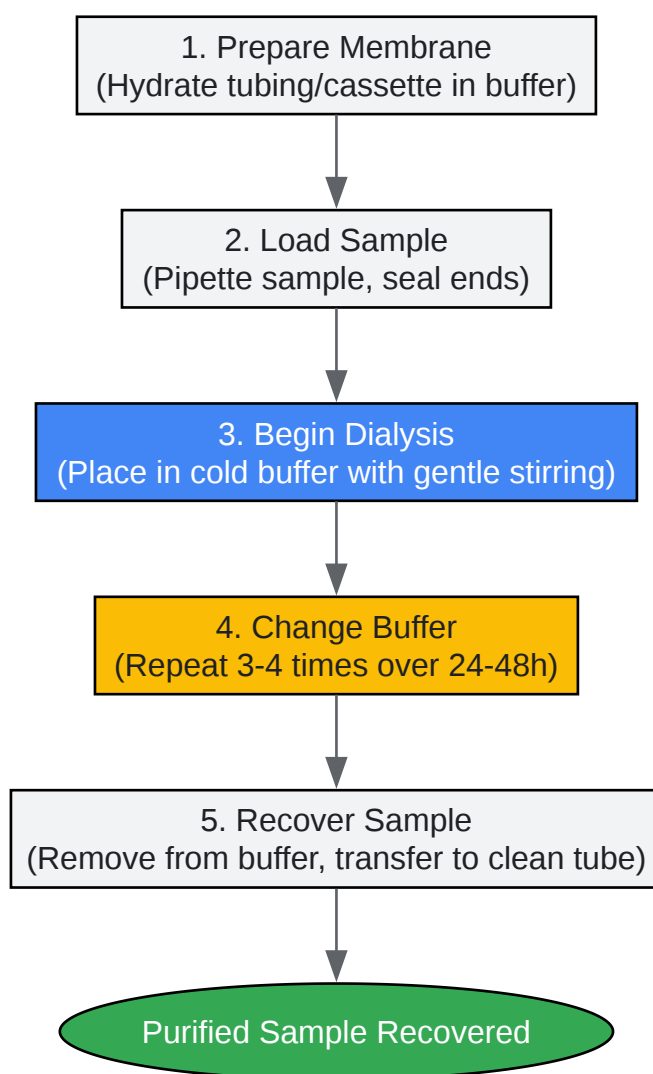 1. Prepare Membrane
(Hydrate tubing/cassette in buffer)
2. Load Sample
(Pipette sample, seal ends)
3. Begin Dialysis
(Place in cold buffer with gentle stirring)
4. Change Buffer
(Repeat 3-4 times over 24-48h)
5. Recover Sample
(Remove from buffer, transfer to clean tube)
Purified Sample Recovered